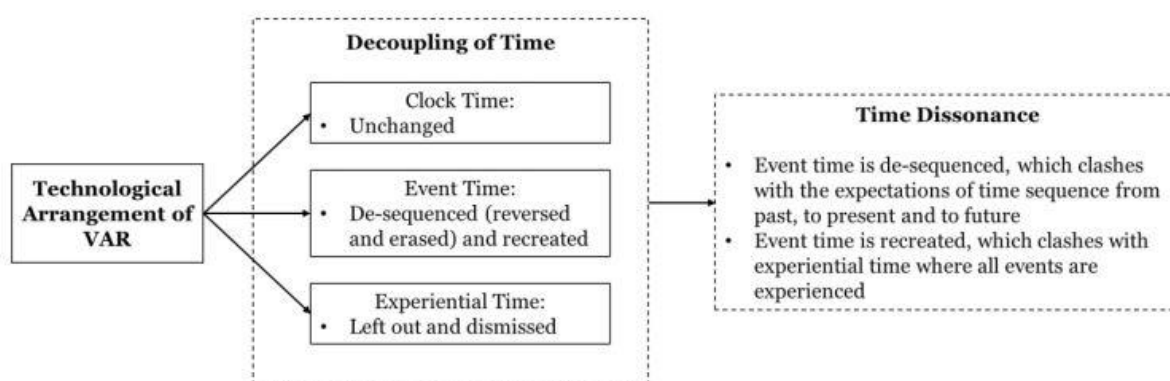 Decoupling of Time
Clock Time:
• Unchanged
Technological
Arrangement of
VAR
Event Time:
• De-sequenced (reversed
and erased) and recreated
Experiential Time:
• Left out and dismissed
Time Dissonance
• Event time is de-sequenced, which clashes
with the expectations of time sequence from
past, to present and to future
• Event time is recreated, which clashes with
experiential time where all events are
experienced